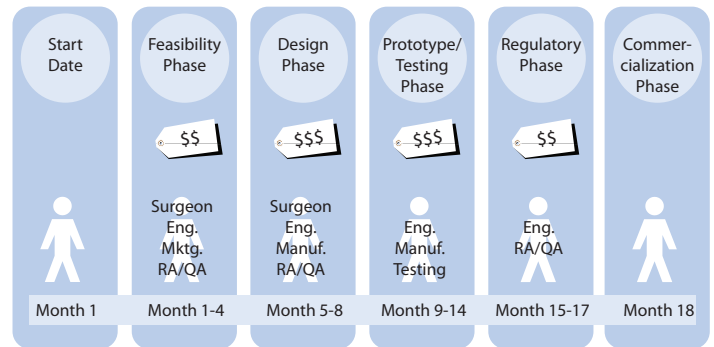 Start
Date
Feasibility
Phase
Design
Phase
Prototype/
Testing
Phase
Regulatory
Phase
Commer-
cialization
Phase
$$
$$$
$$$
$$
Surgeon
Eng.
Mktg.
RA/QA
Surgeon
Eng.
Manuf.
RA/QA
Eng.
Manuf.
Testing
Eng.
RA/QA
Month 1
Month 1-4
Month 5-8
Month 9-14
Month 15-17
Month 18